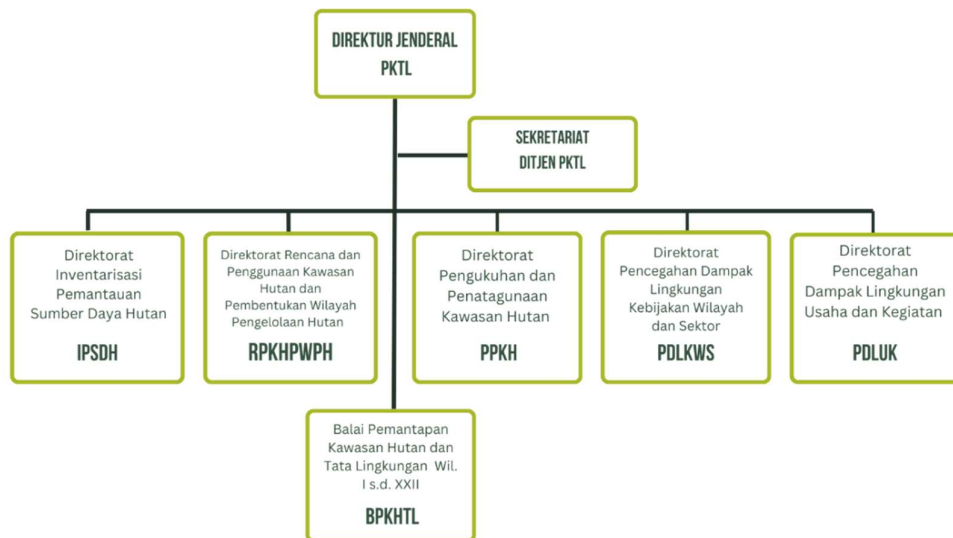 DIREKTUR JENDERAL
PKTL
SEKRETARIAT
DITJEN PKTL
Direktorat
Inventarisasi
Pemantauan
Sumber Daya Hutan
IPSDH
Direktorat Rencana dan
Penggunaan Kawasan
Hutan dan
Pembentukan Wilayah
Pengelolaan Hutan
RPKHPWPH
Direktorat
Pengukuhan dan
Penatagunaan
Kawasan Hutan
PPKH
Direktorat
Pencegahan Dampak
Lingkungan
Kebijakan Wilayah
dan Sektor
PDLKWS
Direktorat
Pencegahan
Dampak Lingkungan
Usaha dan Kegiatan
PDLUK
Balai Pemantapan
Kawasan Hutan dan
Tata Lingkungan Wil.
I s.d. XXII
BPKHTL